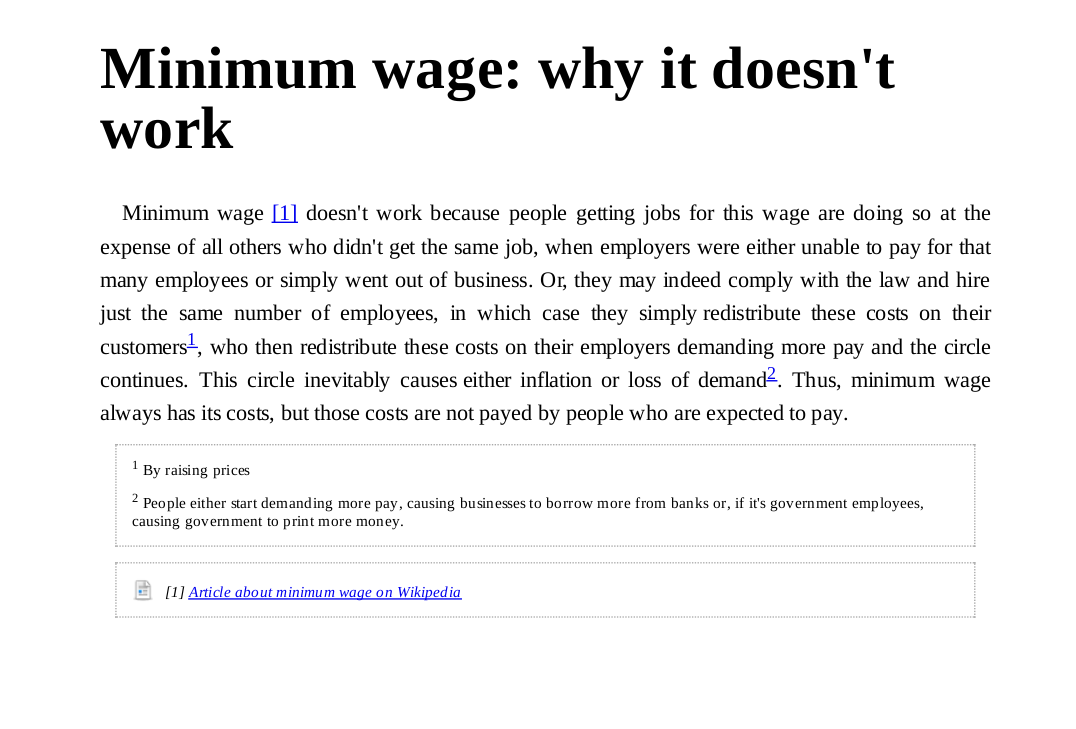 Minimum wage: why it doesn't
work
Minimum wage [1] doesn't work because people getting jobs for this wage are doing so at the
expense of all others who didn't get the same job, when employers were either unable to pay for that
many employees or simply went out of business. Or, they may indeed comply with the law and hire
just the same number of employees, in which case they simply redistribute these costs on their
customers1, who then redistribute these costs on their employers demanding more pay and the circle
continues. This circle inevitably causes either inflation or loss of demand2. Thus, minimum wage
always has its costs, but those costs are not payed by people who are expected to pay.
1 By raising prices
2 People either start demanding more pay, causing businesses to borrow more from banks or, if it's government employees,
causing government to print more money.
[1] Article about minimum wage on Wikipedia